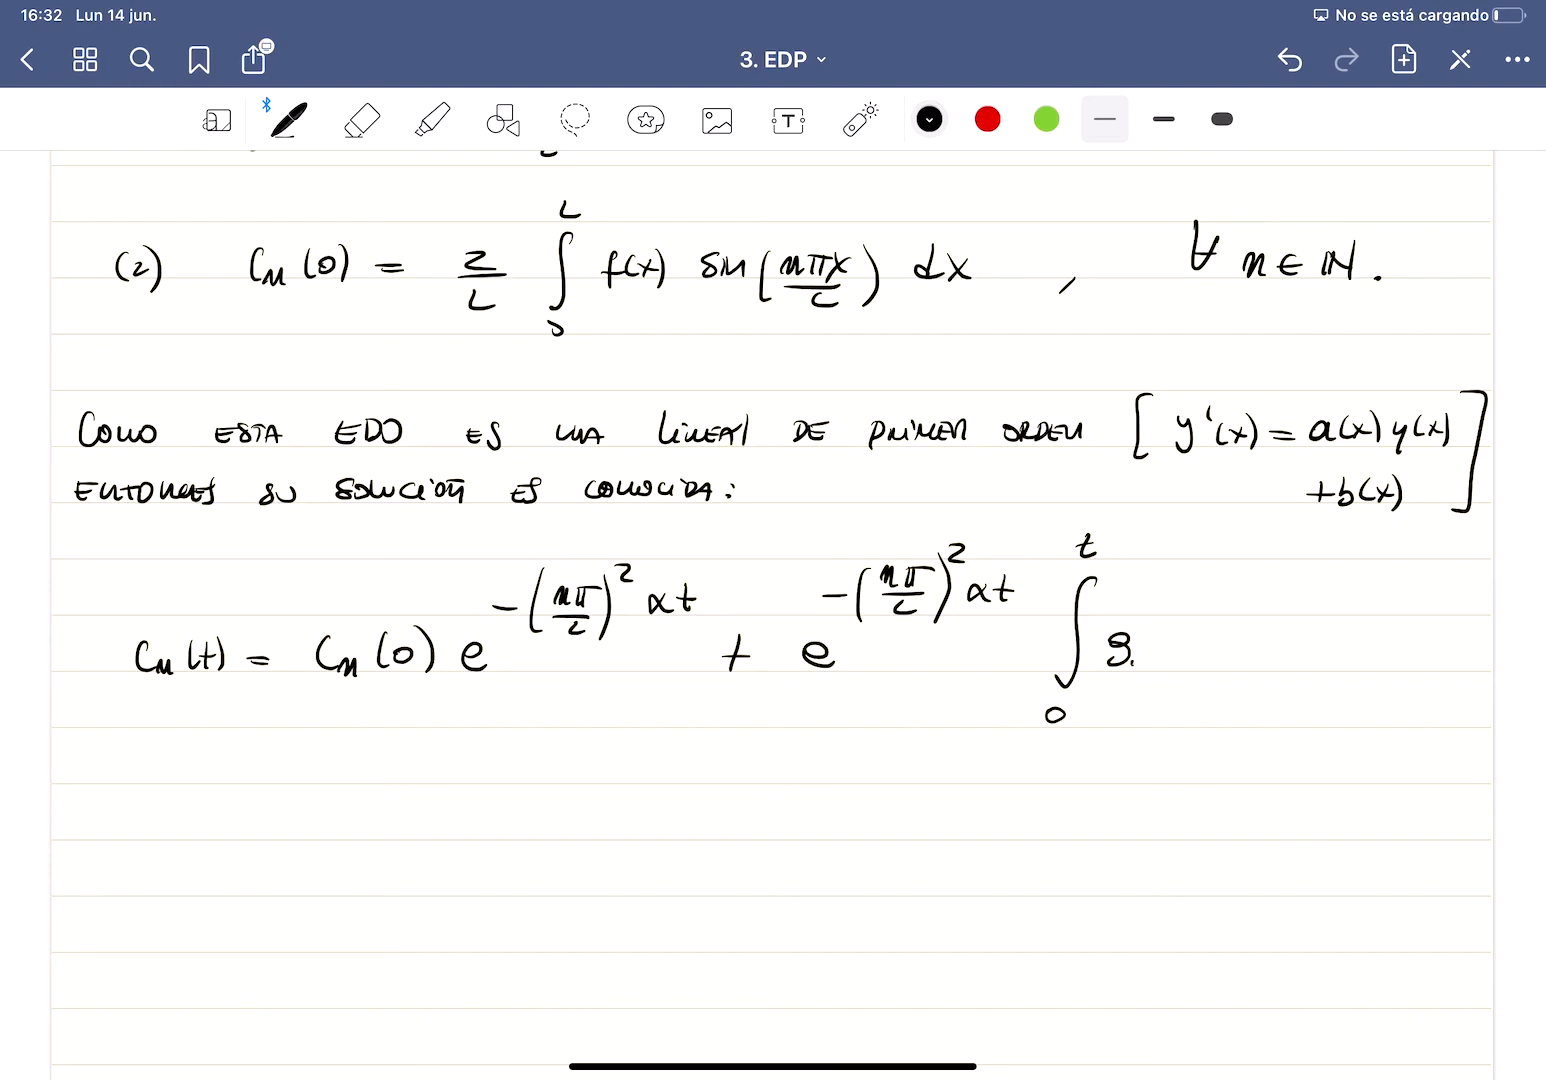 16:32 Lun 14 jun. No se está cargando
3. EDP
T
(2) Cn(0) = 2/L ∫₀ᴸ f(x) sin(nπx/L) dx , ∀ n ∈ ℕ.
COMO ESTA EDO ES UNA LINEAL DE PRIMER ORDEN [y'(x) = a(x) y(x)
ENTONCES SU SOLUCIÓN ES CONOCIDA: +b(x)]
Cn(t) = Cn(0) e^{-(nπ/L)² αt} + e^{-(nπ/L)² αt} ∫₀ᵗ